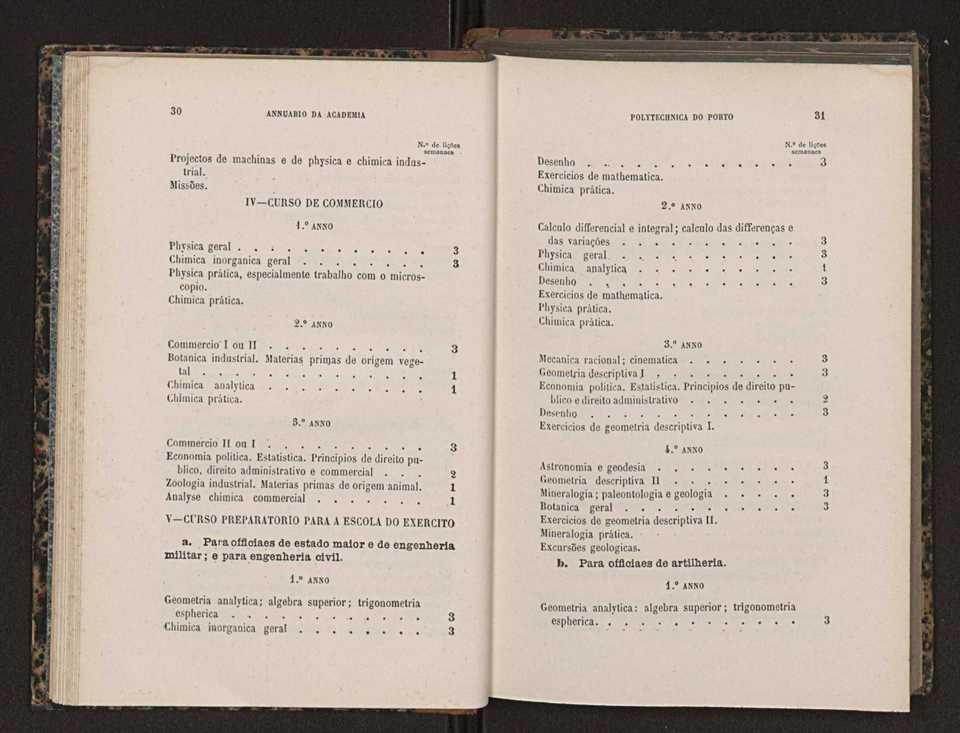 30 ANNUARIO DA ACADEMIA
N.º de lições
semanaes
Projectos de machinas e de physica e chimica indus-
trial.
Missões.
IV—CURSO DE COMMERCIO
1.º ANNO
Physica geral . . . . . . . . . . . . 3
Chimica inorganica geral . . . . . . . . 3
Physica prática, especialmente trabalho com o micros-
copio.
Chimica prática.
2.º ANNO
Commercio I ou II . . . . . . . . . . 3
Botanica industrial. Materias primas de origem vege-
tal . . . . . . . . . . . . . . 1
Chimica analytica . . . . . . . . . . 1
Chimica prática.
3.º ANNO
Commercio II ou I . . . . . . . . . . 3
Economia politica. Estatistica. Principios de direito pu-
blico, direito administrativo e commercial . . . 2
Zoologia industrial. Materias primas de origem animal. 1
Analyse chimica commercial . . . . . . . 1
V—CURSO PREPARATORIO PARA A ESCOLA DO EXERCITO
a. Para officiaes de estado maior e de engenheria
militar; e para engenheria civil.
1.º ANNO
Geometria analytica; algebra superior; trigonometria
espherica . . . . . . . . . . . . 3
Chimica inorganica geral . . . . . . . . 3
POLYTECHNICA DO PORTO 31
N.º de lições
semanaes
Desenho . . . . . . . . . . . . . 3
Exercicios de mathematica.
Chimica prática.
2.º ANNO
Calculo differencial e integral; calculo das differenças e
das variações . . . . . . . . . . . 3
Physica geral . . . . . . . . . . . 3
Chimica analytica . . . . . . . . . . 1
Desenho . . . . . . . . . . . . . 3
Exercicios de mathematica.
Physica prática.
Chimica prática.
3.º ANNO
Mecanica racional; cinematica . . . . . . . 3
Geometria descriptiva I . . . . . . . . . 3
Economia politica. Estatistica. Principios de direito pu-
blico e direito administrativo . . . . . . . 2
Desenho . . . . . . . . . . . . . 3
Exercicios de geometria descriptiva I.
4.º ANNO
Astronomia e geodesia . . . . . . . . . 3
Geometria descriptiva II . . . . . . . . 1
Mineralogia; paleontologia e geologia . . . . . 3
Botanica geral . . . . . . . . . . . 3
Exercicios de geometria descriptiva II.
Mineralogia prática.
Excursões geologicas.
b. Para officiaes de artilheria.
1.º ANNO
Geometria analytica: algebra superior; trigonometria
espherica. . . . . . . . . . . . . 3